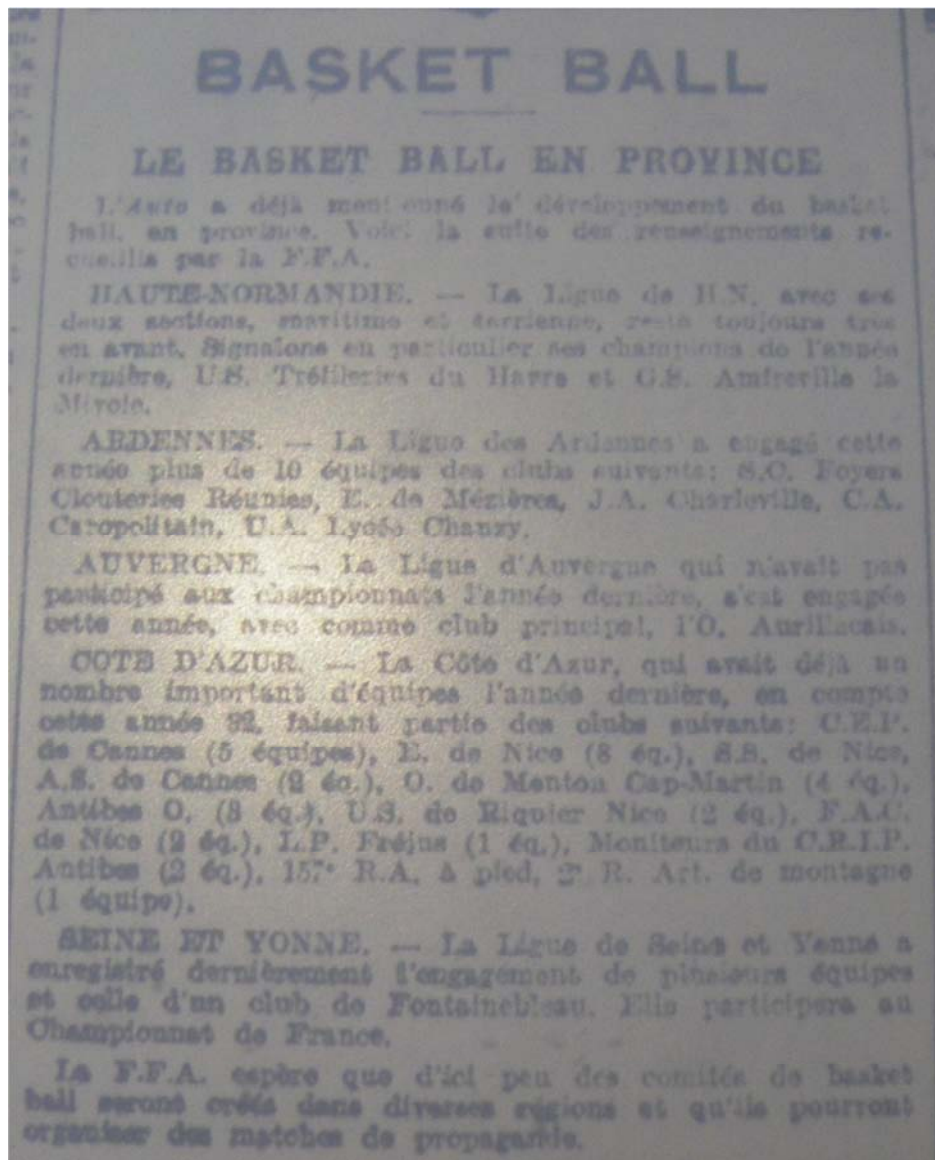 BASKET BALL
LE BASKET BALL EN PROVINCE
L'Auto a déjà mentionné le développement du basket
ball, en province. Voici la suite des renseignements re-
cueillis par la F.F.A.
HAUTE-NORMANDIE. — La Ligue de H.N. avec ses
deux sections, maritime et terrienne, reste toujours très
en avant. Signalons en particulier ses champions de l'année
dernière, U.S. Tréfileries du Havre et G.S. Amfreville la
Mivoie.
ARDENNES. — La Ligue des Ardennes a engagé cette
année plus de 10 équipes des clubs suivants: S.C. Foyers
Clouteries Réunies, E. de Mézières, J.A. Charleville, C.A.
Caropolitain, U.A. Lycée Chanzy.
AUVERGNE. — La Ligue d'Auvergne qui n'avait pas
participé aux championnats l'année dernière, s'est engagée
cette année, avec comme club principal, l'O. Aurillacais.
COTE D'AZUR. — La Côte d'Azur, qui avait déjà un
nombre important d'équipes l'année dernière, en compte
cette année 32, faisant partie des clubs suivants: C.E.P.
de Cannes (5 équipes), E. de Nice (8 éq.), S.S. de Nice,
A.S. de Cannes (2 éq.), O. de Menton Cap-Martin (4 éq.),
Antibes O. (3 éq.), U.S. de Riquier Nice (2 éq.), F.A.C.
de Nice (2 éq.), L.P. Fréjus (1 éq.), Moniteurs du C.R.I.P.
Antibes (2 éq.), 157e R.A. à pied, 2e R. Art. de montagne
(1 équipe).
SEINE ET YONNE. — La Ligue de Seine et Yonne a
enregistré dernièrement l'engagement de plusieurs équipes
et celle d'un club de Fontainebleau. Elle participera au
Championnat de France.
La F.F.A. espère que d'ici peu des comités de basket
ball seront créés dans diverses régions et qu'ils pourront
organiser des matches de propagande.